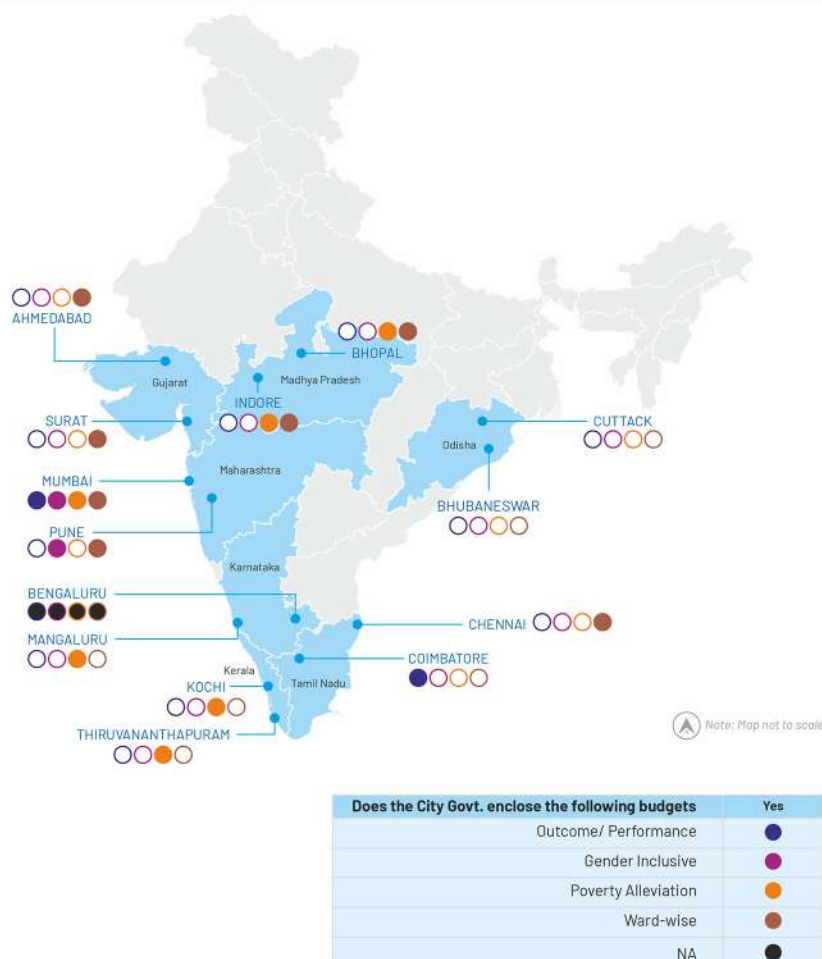 AHMEDABAD
BHOPAL
Gujarat
Madhya Pradesh
INDORE
SURAT
CUTTACK
Odisha
Maharashtra
MUMBAI
BHUBANESWAR
PUNE
Karnataka
BENGALURU
CHENNAI
MANGALURU
COIMBATORE
Kerala
Tamil Nadu
KOCHI
THIRUVANANTHAPURAM
Note: Map not to scale
Does the City Govt. enclose the following budgets Yes
Outcome/ Performance
Gender Inclusive
Poverty Alleviation
Ward-wise
NA